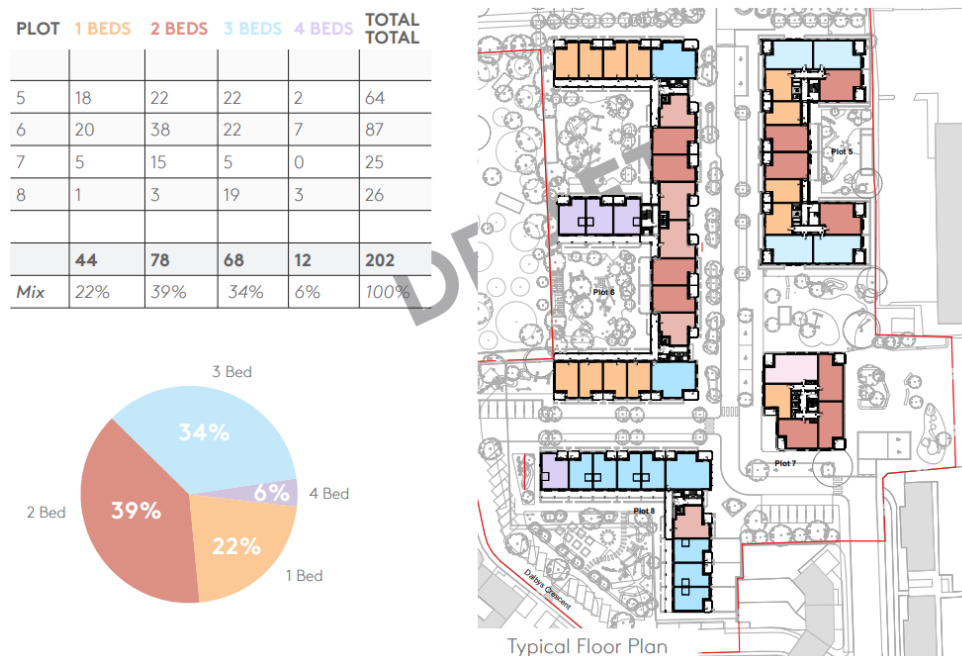 PLOT 1 BEDS 2 BEDS 3 BEDS 4 BEDS TOTAL TOTAL
5 18 22 22 2 64
6 20 38 22 7 87
7 5 15 5 0 25
8 1 3 19 3 26
44 78 68 12 202
Mix 22% 39% 34% 6% 100%
3 Bed
34%
6%
4 Bed
2 Bed
39%
22%
1 Bed
Plot 5
Plot 6
Plot 7
Plot 8
Dalbys Crescent
Typical Floor Plan